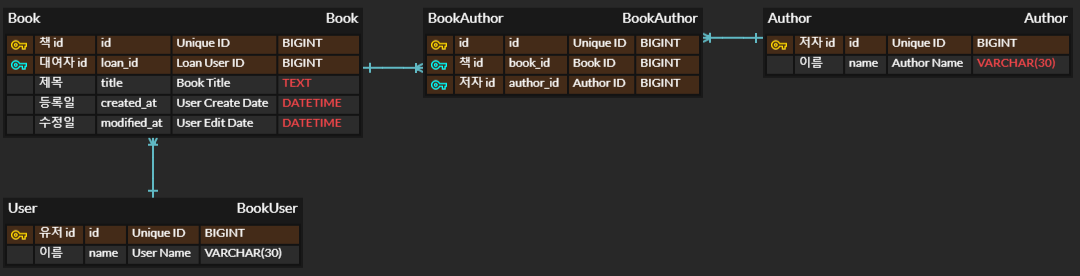 Book Book
책 id id Unique ID BIGINT
대여자 id loan_id Loan User ID BIGINT
제목 title Book Title TEXT
등록일 created_at User Create Date DATETIME
수정일 modified_at User Edit Date DATETIME
BookAuthor BookAuthor
id id Unique ID BIGINT
책 id book_id Book ID BIGINT
저자 id author_id Author ID BIGINT
Author Author
저자 id id Unique ID BIGINT
이름 name Author Name VARCHAR(30)
User BookUser
유저 id id Unique ID BIGINT
이름 name User Name VARCHAR(30)